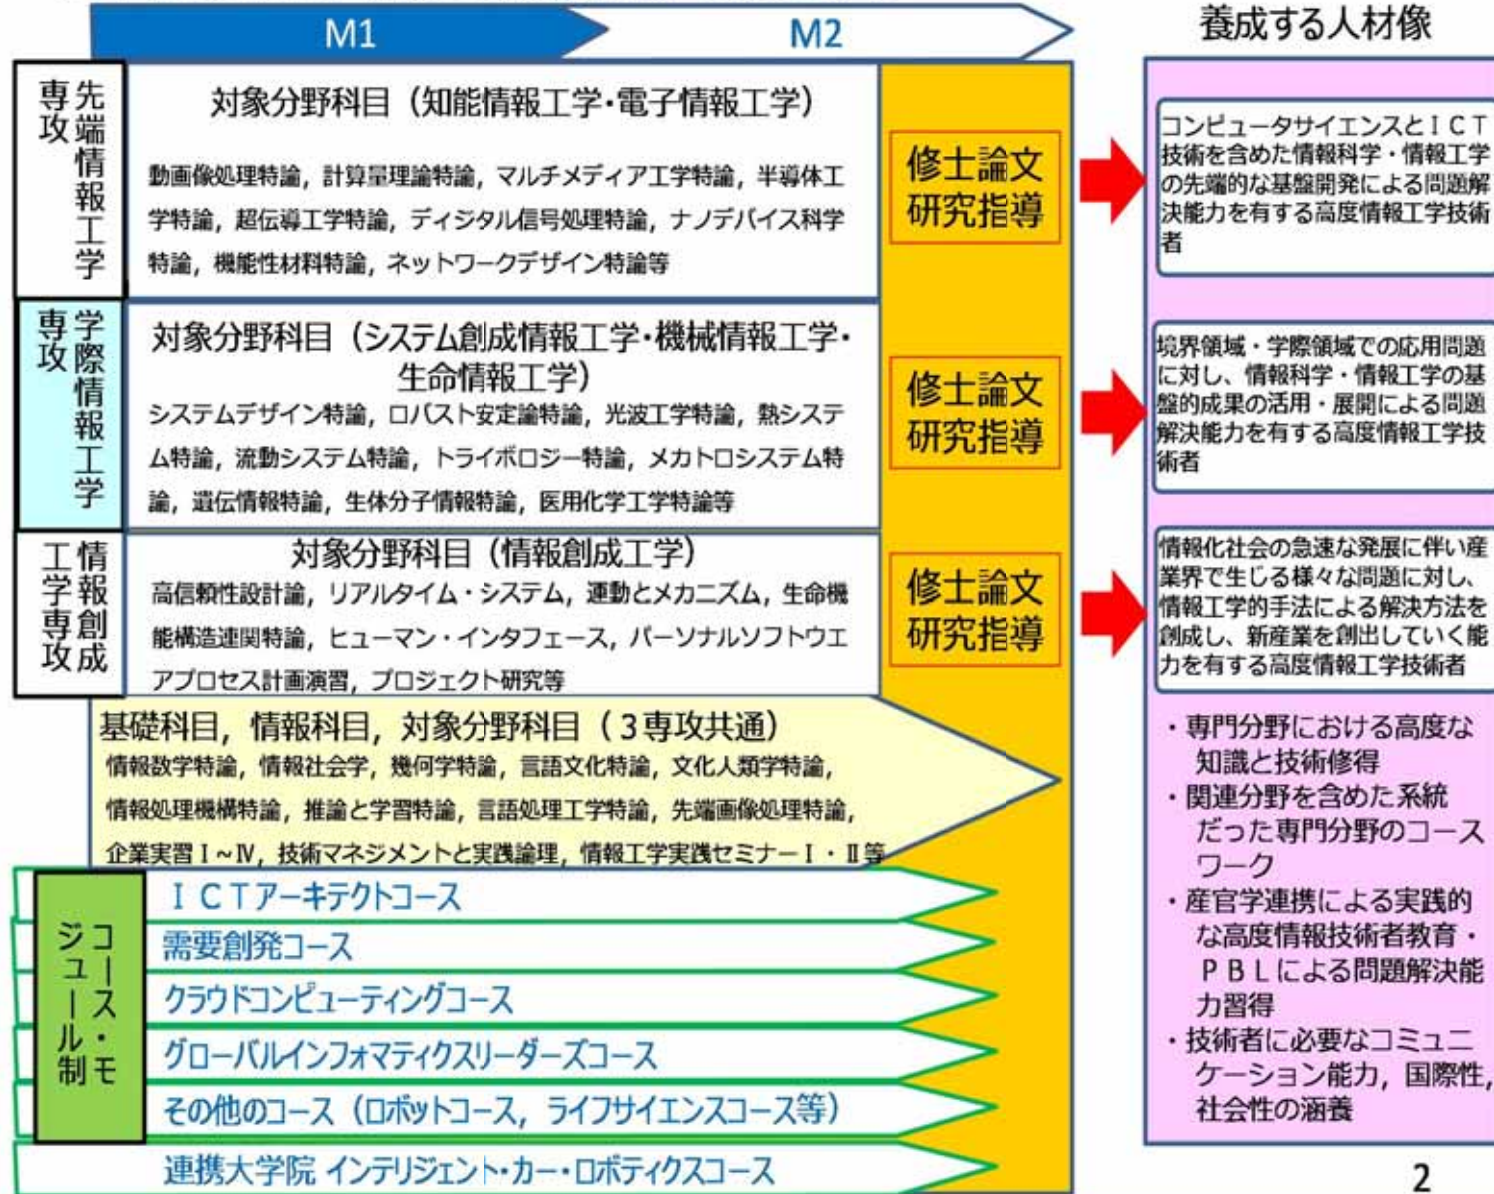 M1
M2
養成する人材像
先端情報工学
専攻
対象分野科目（知能情報工学・電子情報工学）
動画像処理特論，計算量理論特論，マルチメディア工学特論，半導体工
学特論，超伝導工学特論，ディジタル信号処理特論，ナノデバイス科学
特論，機能性材料特論，ネットワークデザイン特論等
修士論文
研究指導
コンピュータサイエンスとＩＣＴ
技術を含めた情報科学・情報工学
の先端的な基盤開発による問題解
決能力を有する高度情報工学技術
者
学際情報工学
専攻
対象分野科目（システム創成情報工学・機械情報工学・
生命情報工学）
システムデザイン特論，ロバスト安定論特論，光波工学特論，熱システ
ム特論，流動システム特論，トライボロジー特論，メカトロシステム特
論，遺伝情報特論，生体分子情報特論，医用化学工学特論等
修士論文
研究指導
境界領域・学際領域での応用問題
に対し、情報科学・情報工学の基
盤的成果の活用・展開による問題
解決能力を有する高度情報工学技
術者
情報創成
工学専攻
対象分野科目（情報創成工学）
高信頼性設計論，リアルタイム・システム，運動とメカニズム，生命機
能構造連関特論，ヒューマン・インタフェース，パーソナルソフトウエ
アプロセス計画演習，プロジェクト研究等
修士論文
研究指導
情報化社会の急速な発展に伴い産
業界で生じる様々な問題に対し、
情報工学的手法による解決方法を
創成し、新産業を創出していく能
力を有する高度情報工学技術者
基礎科目，情報科目，対象分野科目（３専攻共通）
情報数学特論，情報社会学，幾何学特論，言語文化特論，文化人類学特論，
情報処理機構特論，推論と学習特論，言語処理工学特論，先端画像処理特論，
企業実習Ⅰ～Ⅳ，技術マネジメントと実践論理，情報工学実践セミナーⅠ・Ⅱ等
コース・モ
ジュール制
ＩＣＴアーキテクトコース
需要創発コース
クラウドコンピューティングコース
グローバルインフォマティクスリーダーズコース
その他のコース（ロボットコース，ライフサイエンスコース等）
連携大学院 インテリジェント・カー・ロボティクスコース
・専門分野における高度な
知識と技術修得
・関連分野を含めた系統
だった専門分野のコース
ワーク
・産官学連携による実践的
な高度情報技術者教育・
ＰＢＬによる問題解決能
力習得
・技術者に必要なコミュニ
ケーション能力，国際性，
社会性の涵養
2